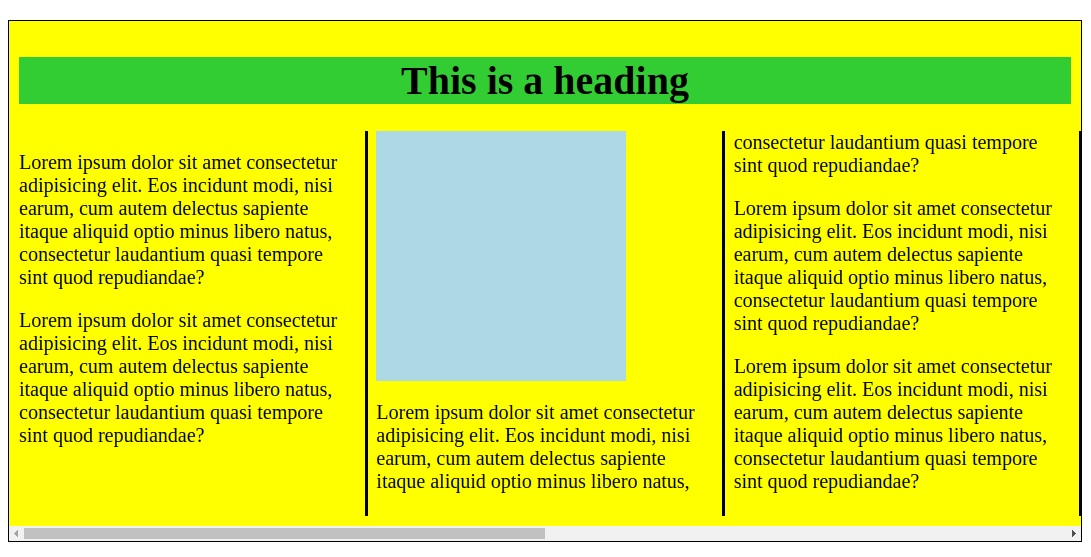 This is a heading
Lorem ipsum dolor sit amet consectetur
adipisicing elit. Eos incidunt modi, nisi
earum, cum autem delectus sapiente
itaque aliquid optio minus libero natus,
consectetur laudantium quasi tempore
sint quod repudiandae?
Lorem ipsum dolor sit amet consectetur
adipisicing elit. Eos incidunt modi, nisi
earum, cum autem delectus sapiente
itaque aliquid optio minus libero natus,
consectetur laudantium quasi tempore
sint quod repudiandae?
Lorem ipsum dolor sit amet consectetur
adipisicing elit. Eos incidunt modi, nisi
earum, cum autem delectus sapiente
itaque aliquid optio minus libero natus,
consectetur laudantium quasi tempore
sint quod repudiandae?
Lorem ipsum dolor sit amet consectetur
adipisicing elit. Eos incidunt modi, nisi
earum, cum autem delectus sapiente
itaque aliquid optio minus libero natus,
consectetur laudantium quasi tempore
sint quod repudiandae?
Lorem ipsum dolor sit amet consectetur
adipisicing elit. Eos incidunt modi, nisi
earum, cum autem delectus sapiente
itaque aliquid optio minus libero natus,
consectetur laudantium quasi tempore
sint quod repudiandae?